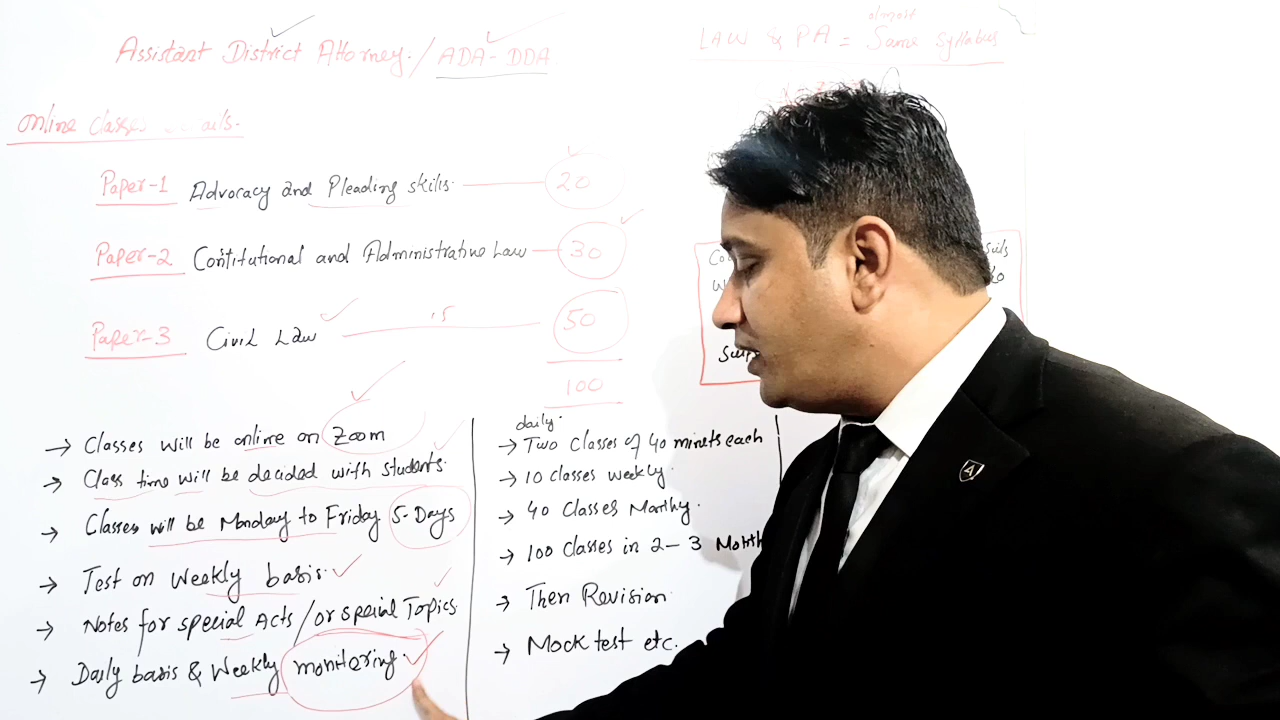 Assistant District Attorney./ADA-DDA
almost
LAW & PA = Same Syllabus
Online Classes
Paper-1 Advocacy and Pleading skills. 20
Paper-2 Contitutional and Administrative Law 30
Paper-3 Civil Law 15 50
100
→ Classes will be online on Zoom
→ Class time will be decided with students.
→ Classes will be Monday to Friday 5-Days
→ Test on Weekly basis.
→ Notes for special Acts /or special Topics.
→ Daily basis & Weekly monitering.
daily.
→ Two Classes of 40 minets each
→ 10 classes weekly.
→ 40 Classes Monthy.
→ 100 Classes in 2-3
→ Then Revision.
→ Mock test etc.